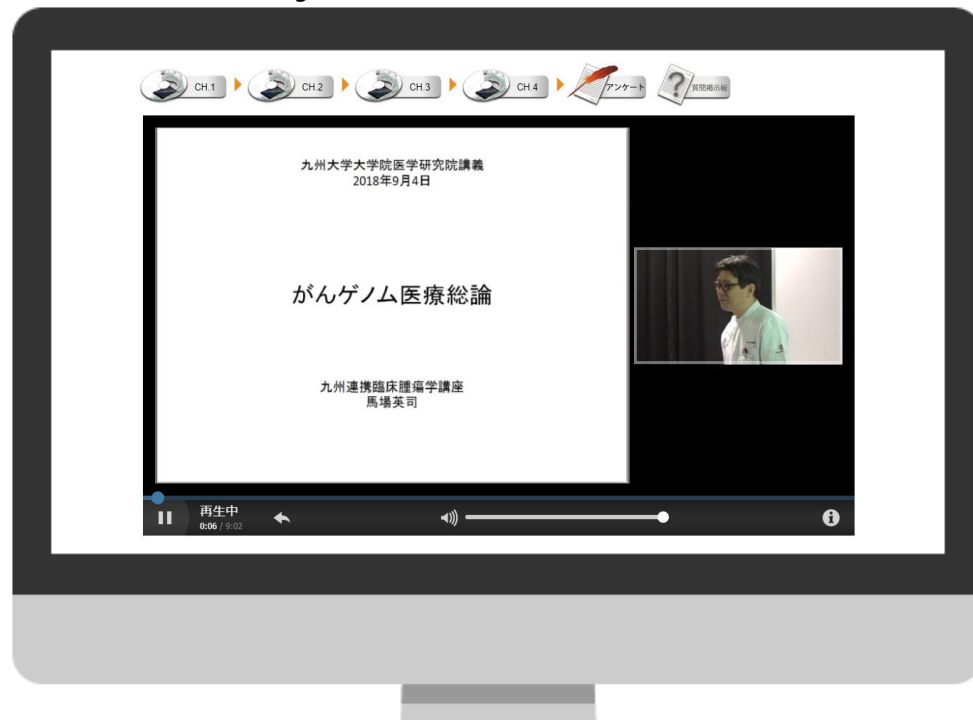 CH.1
CH.2
CH.3
CH.4
アンケート
質問掲示板
九州大学大学院医学研究院講義
2018年9月4日
がんゲノム医療総論
九州連携臨床腫瘍学講座
馬場英司
再生中
0:06 / 9:02